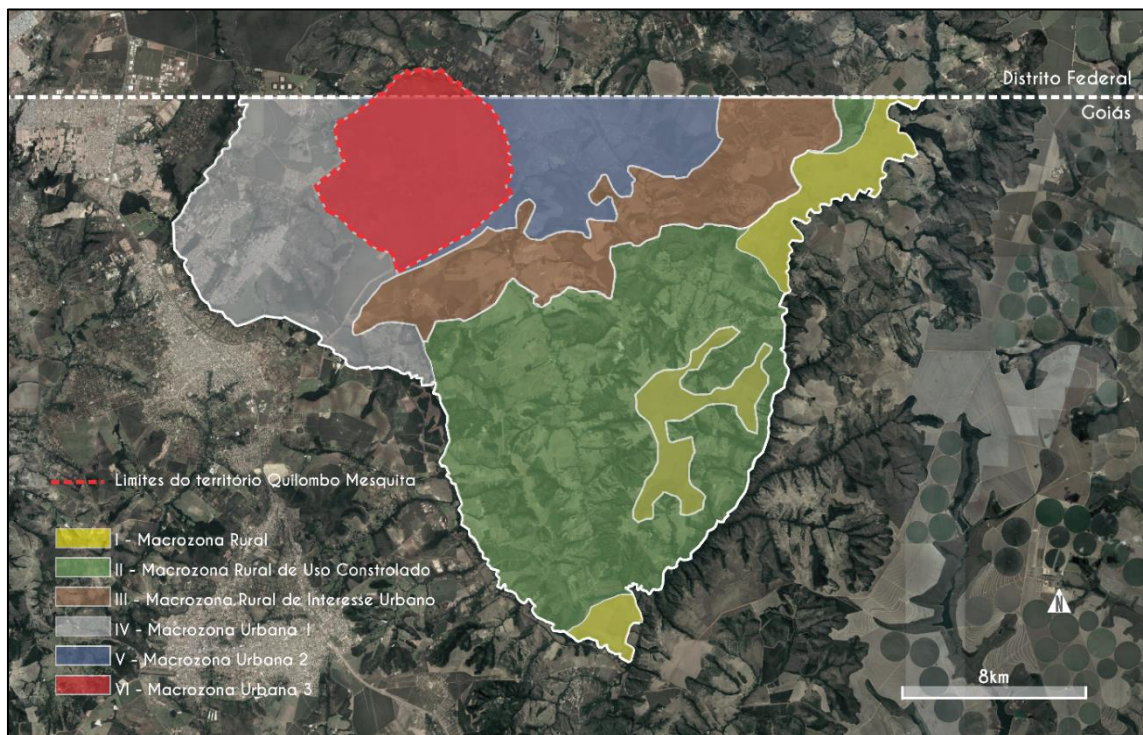 Distrito Federal
Goiás
Limites do território Quilombo Mesquita
I - Macrozona Rural
II - Macrozona Rural de Uso Constrolado
III - Macrozona Rural de Interesse Urbano
IV - Macrozona Urbana 1
V - Macrozona Urbana 2
VI - Macrozona Urbana 3
N
8km